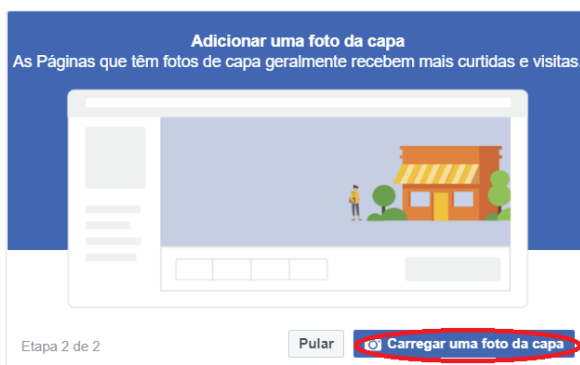 Adicionar uma foto da capa
As Páginas que têm fotos de capa geralmente recebem mais curtidas e visitas.
Etapa 2 de 2
Pular
Carregar uma foto da capa